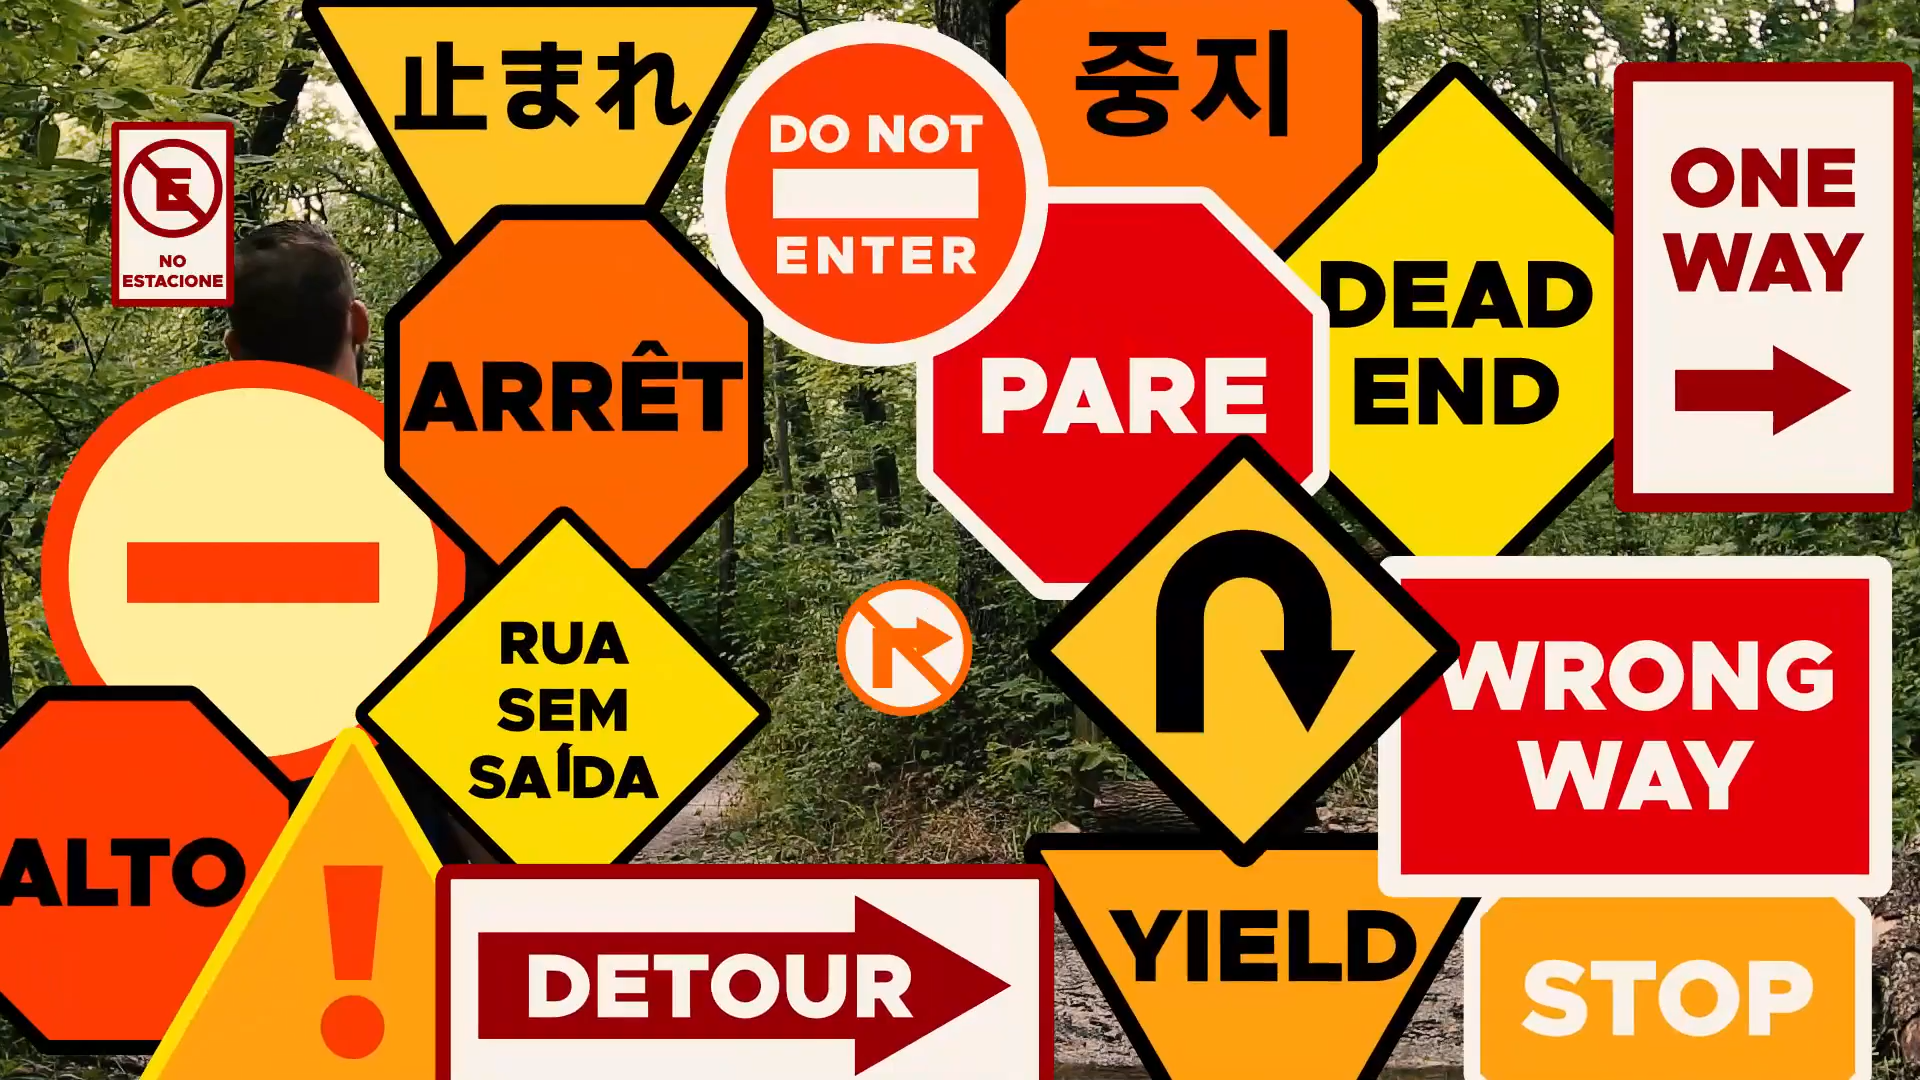 止まれ
중지
DO NOT
ENTER
ONE
WAY
E
NO
ESTACIONE
DEAD
END
ARRÊT
PARE
RUA
SEM
SAÍDA
WRONG
WAY
ALTO
!
DETOUR
YIELD
STOP